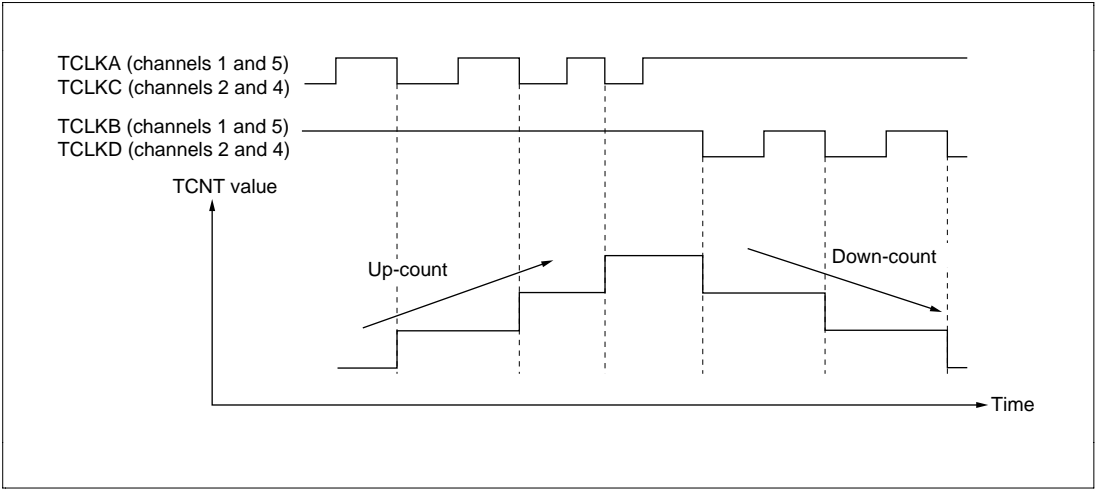 TCLKA (channels 1 and 5)
TCLKC (channels 2 and 4)
TCLKB (channels 1 and 5)
TCLKD (channels 2 and 4)
TCNT value
Up-count
Down-count
Time